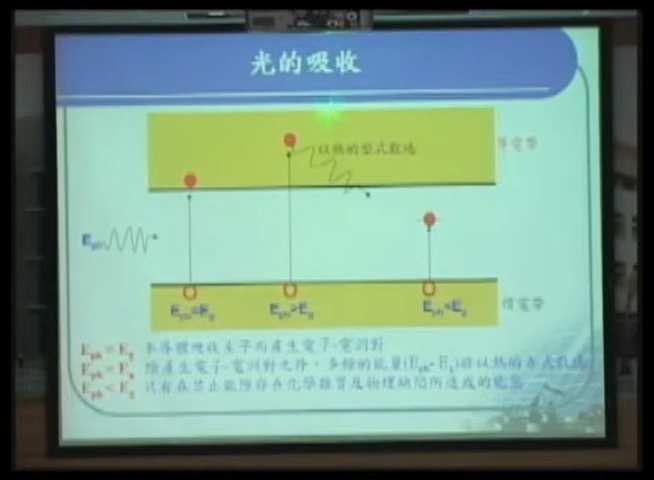 光的吸收
導電帶
以熱的型式散逸
Eph
Eph=Eg
Eph>Eg
Eph<Eg
價電帶
Eph = Eg 半導體吸收光子而產生電子-電洞對
Eph > Eg 除產生電子-電洞對之外，多餘的能量(Eph-Eg)將以熱的方式散逸
Eph < Eg 只有在禁止能隙存在化學雜質及物理缺陷所造成的能態